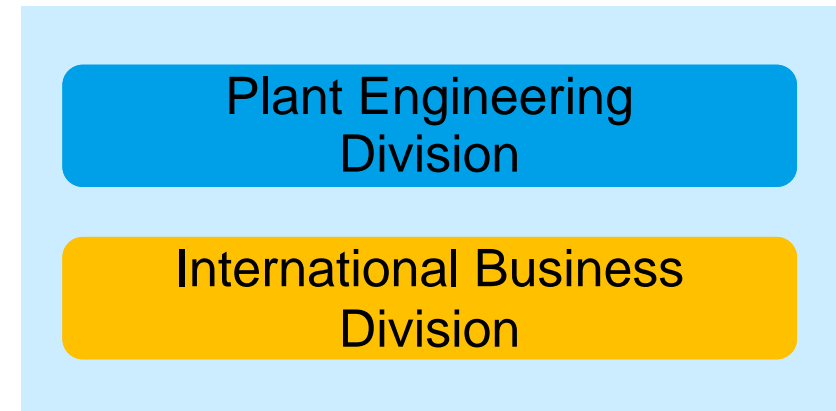 Plant Engineering
Division
International Business
Division